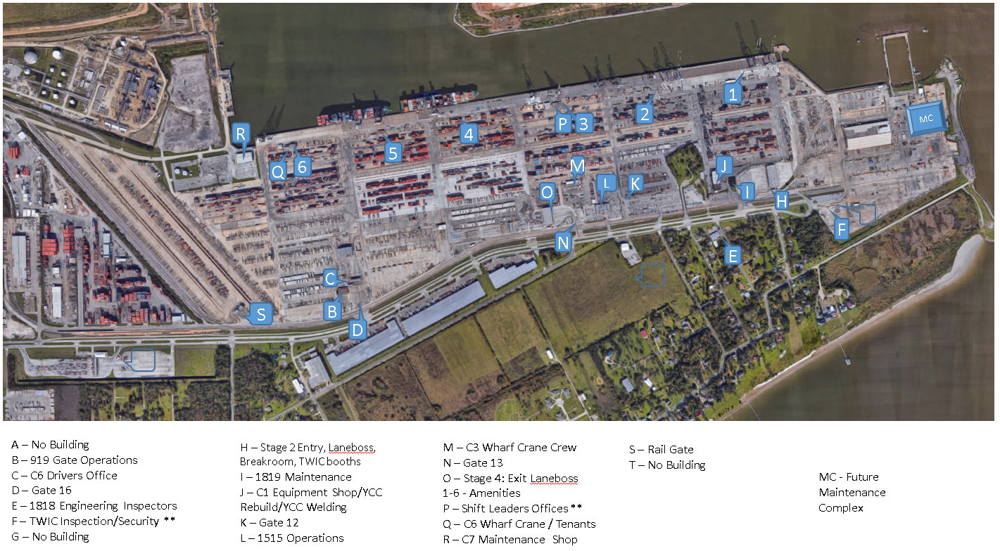 1
MC
2
P
3
4
R
5
6
Q
M
J
L
K
O
I
H
F
N
E
C
B
S
D
A – No Building
B – 919 Gate Operations
C – C6 Drivers Office
D – Gate 16
E – 1818 Engineering Inspectors
F – TWIC Inspection/Security **
G – No Building
H – Stage 2 Entry, Laneboss,
Breakroom, TWIC booths
I – 1819 Maintenance
J – C1 Equipment Shop/YCC
Rebuild/YCC Welding
K – Gate 12
L – 1515 Operations
M – C3 Wharf Crane Crew
N – Gate 13
O – Stage 4: Exit Laneboss
1-6 - Amenities
P – Shift Leaders Offices **
Q – C6 Wharf Crane / Tenants
R – C7 Maintenance Shop
S – Rail Gate
T – No Building
MC - Future
Maintenance
Complex